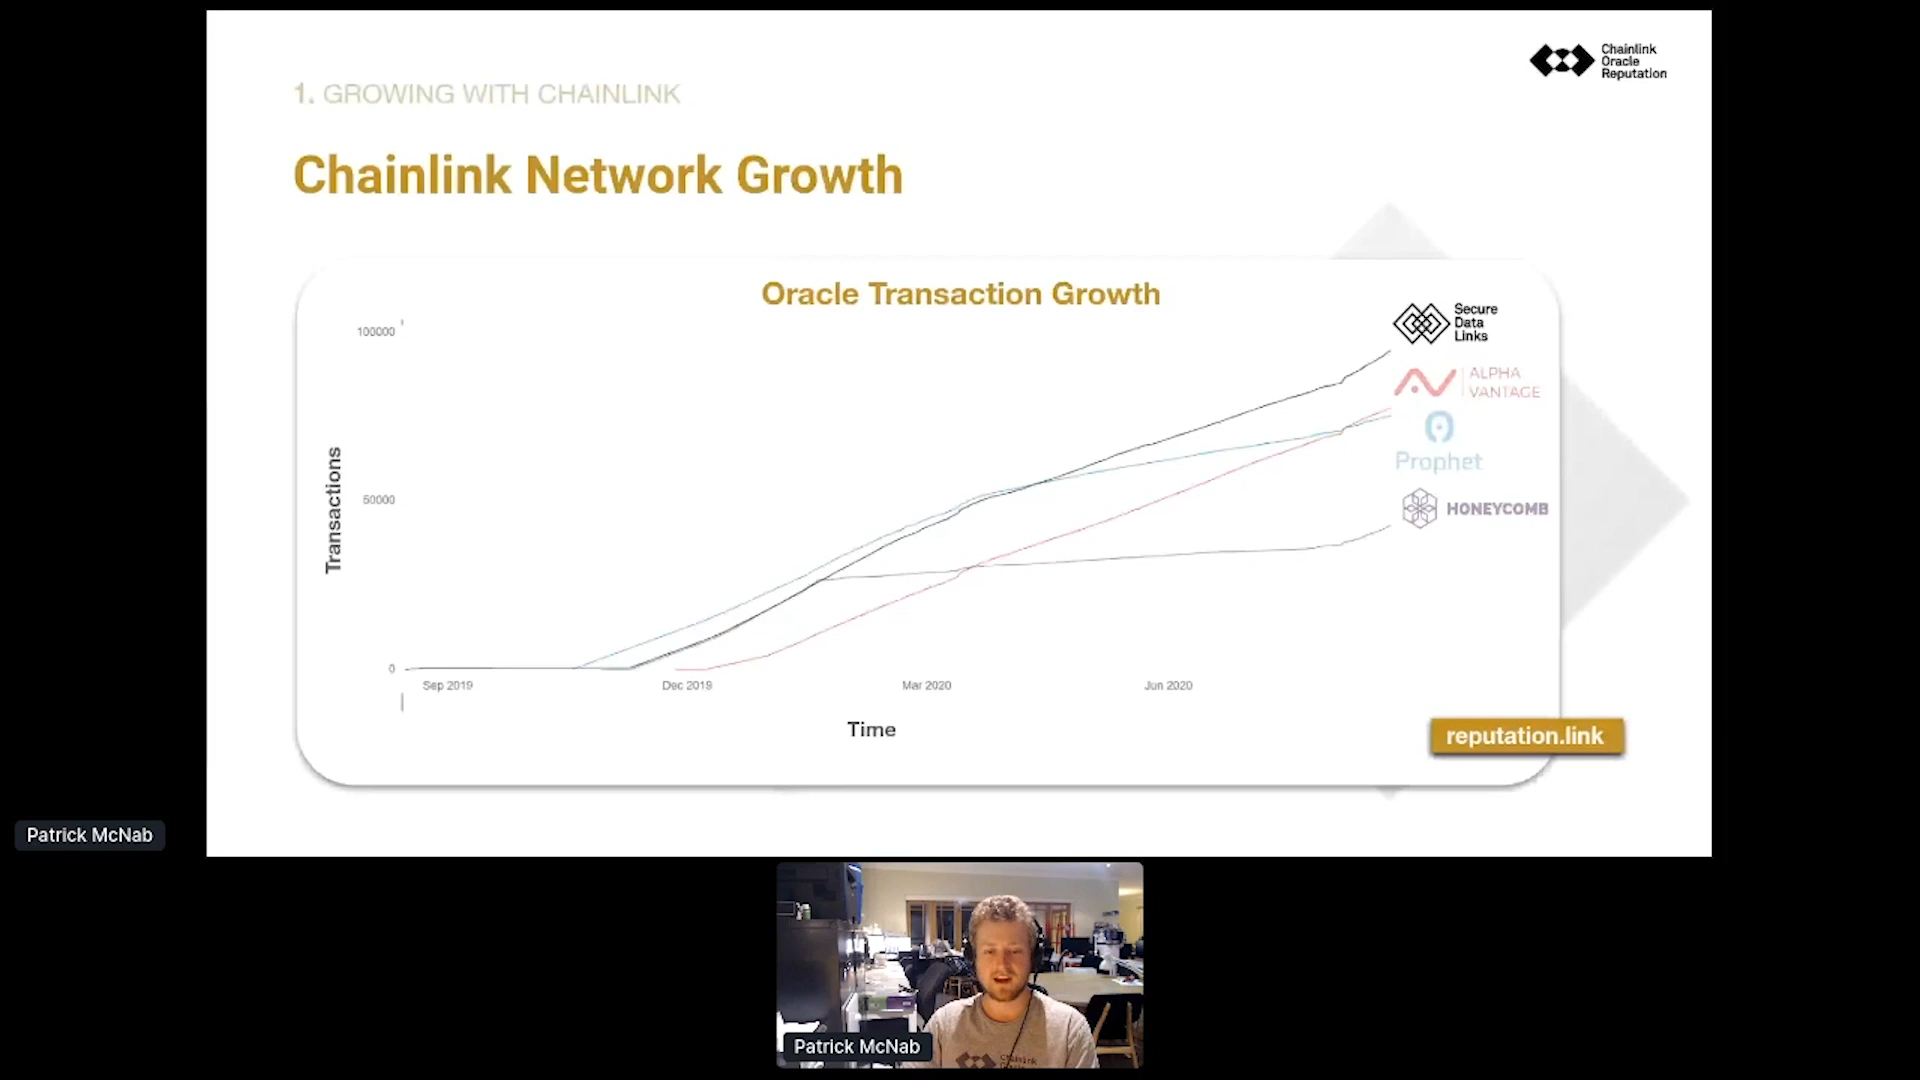 Chainlink
Oracle
Reputation
1. GROWING WITH CHAINLINK
Chainlink Network Growth
Oracle Transaction Growth
Secure
Data
Links
ALPHA
VANTAGE
Prophet
HONEYCOMB
100000
50000
0
Transactions
Sep 2019
Dec 2019
Mar 2020
Jun 2020
Time
reputation.link
Patrick McNab
Patrick McNab
Chainlink